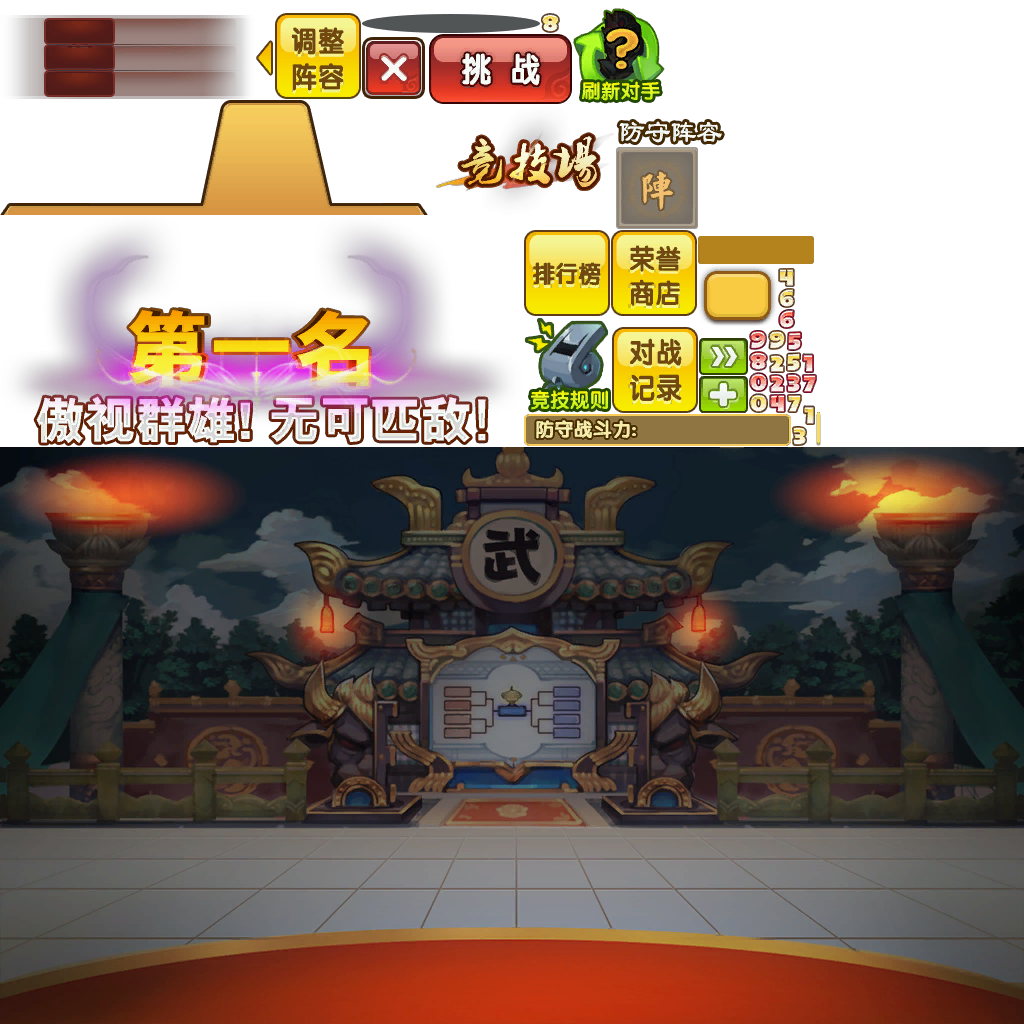 调整
阵容
8
挑 战
?
刷新对手
竞技場
防守阵容
陣
第一名
傲视群雄! 无可匹敌!
排行榜
荣誉
商店
4
6
6
995
8251
0237
0471
3
竞技规则
对战
记录
防守战斗力:
武